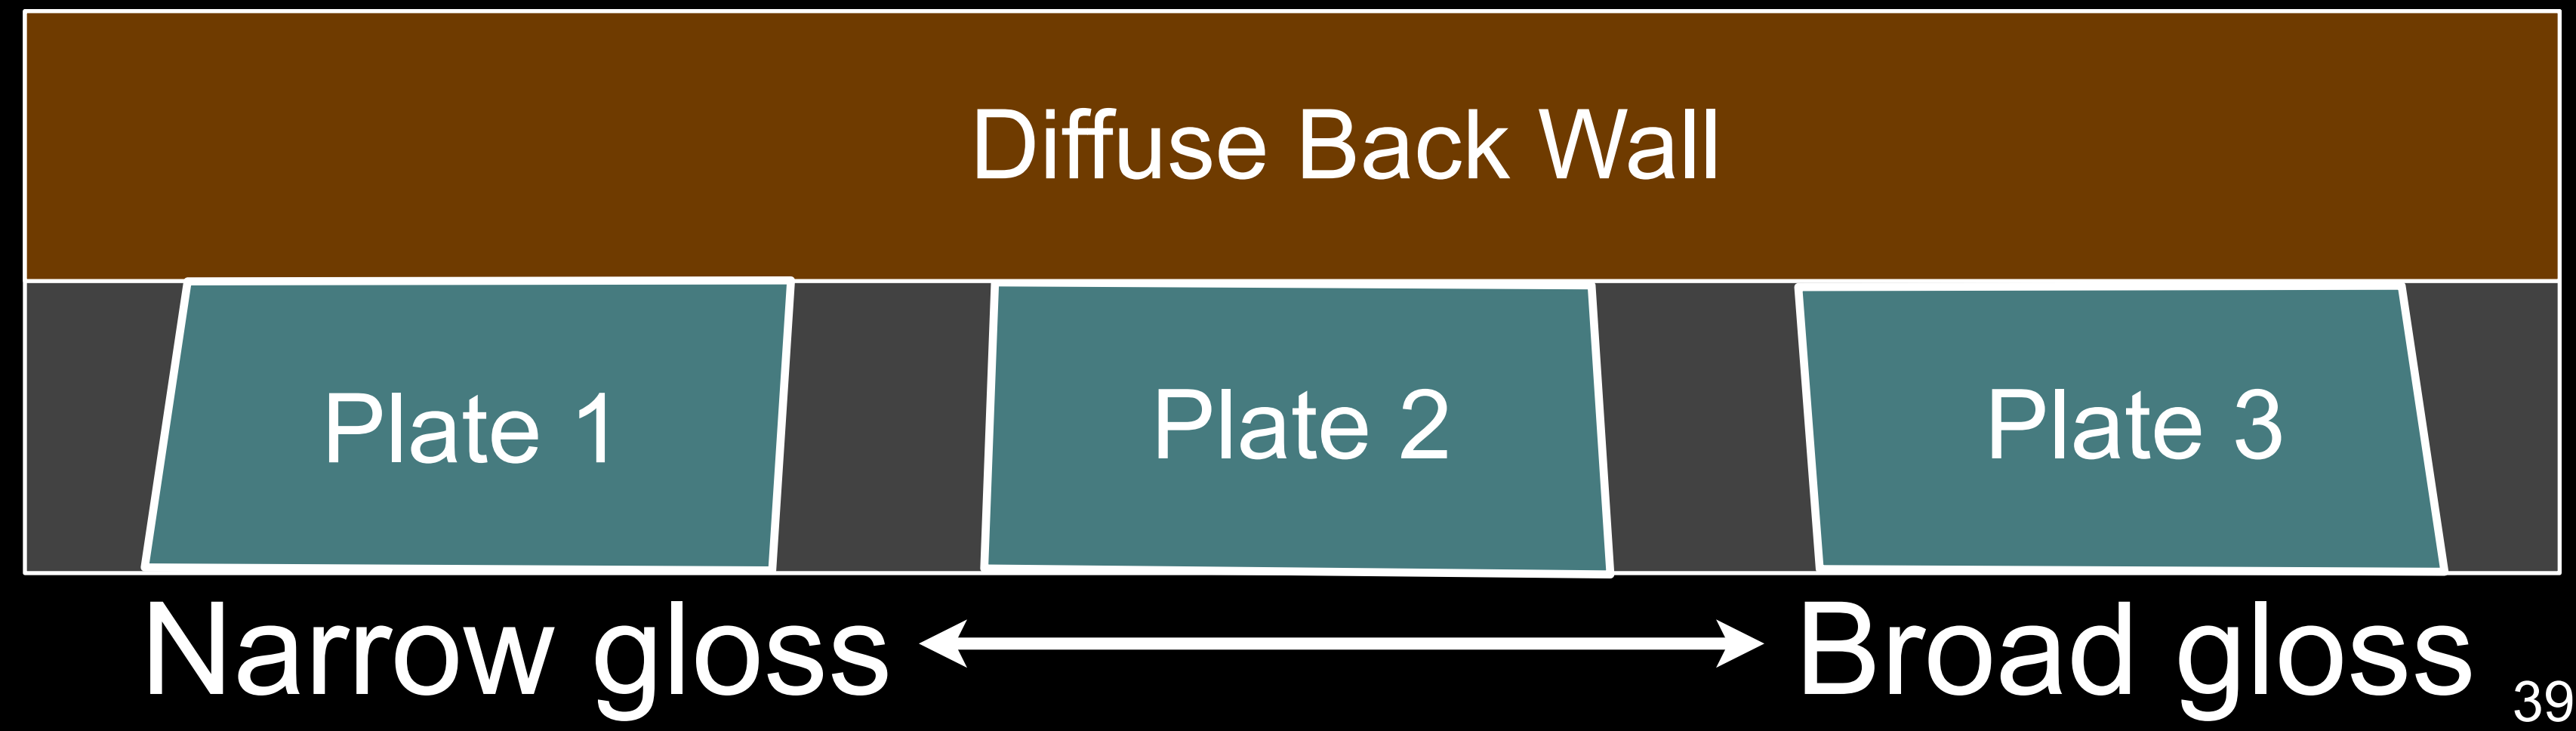 Diffuse Back Wall
Plate 1
Plate 2
Plate 3
Narrow gloss
Broad gloss
39